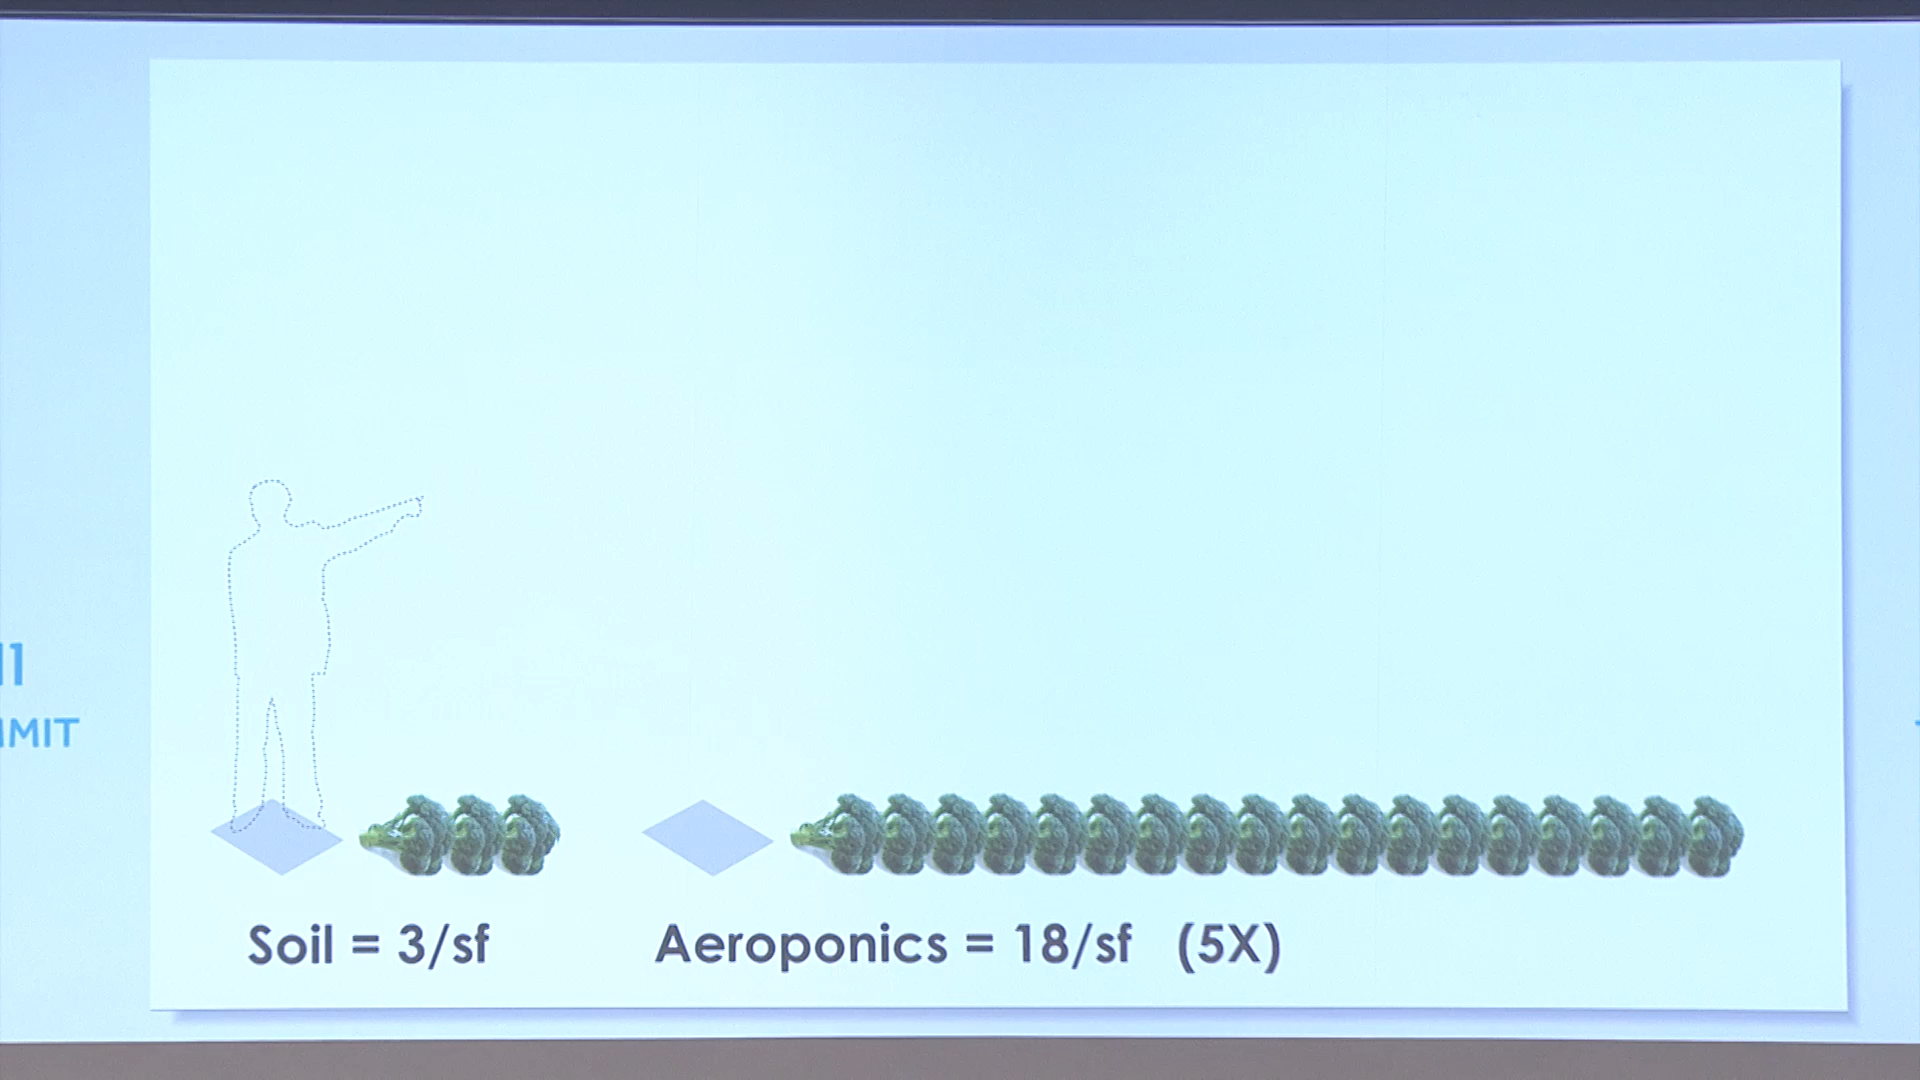 MIT
Soil = 3/sf
Aeroponics = 18/sf (5X)